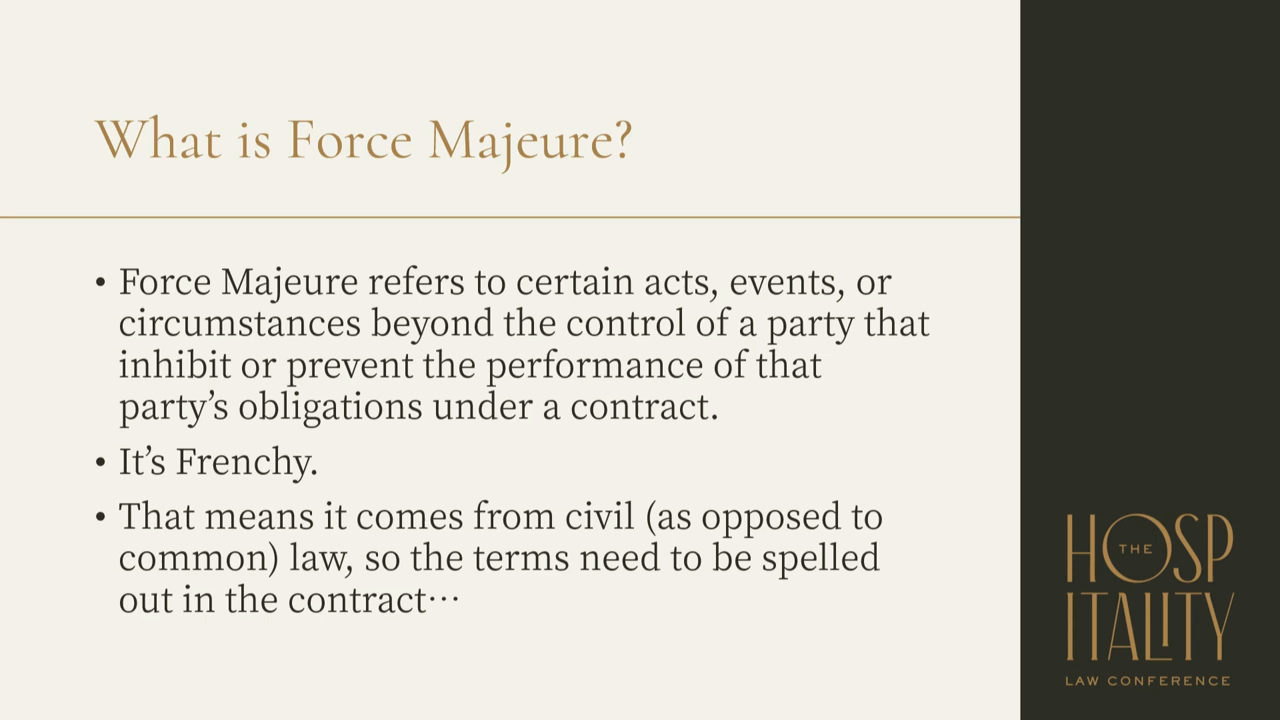 What is Force Majeure?
• Force Majeure refers to certain acts, events, or
circumstances beyond the control of a party that
inhibit or prevent the performance of that
party’s obligations under a contract.
• It’s Frenchy.
• That means it comes from civil (as opposed to
common) law, so the terms need to be spelled
out in the contract⋯
THE
HOSP
ITALITY
LAW CONFERENCE